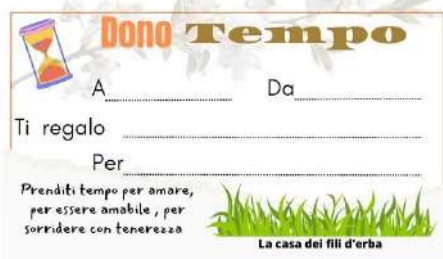 Dono Tempo
A Da
Ti regalo
Per
Prenditi tempo per amare,
per essere amabile , per
sorridere con tenerezza
La casa dei fili d'erba